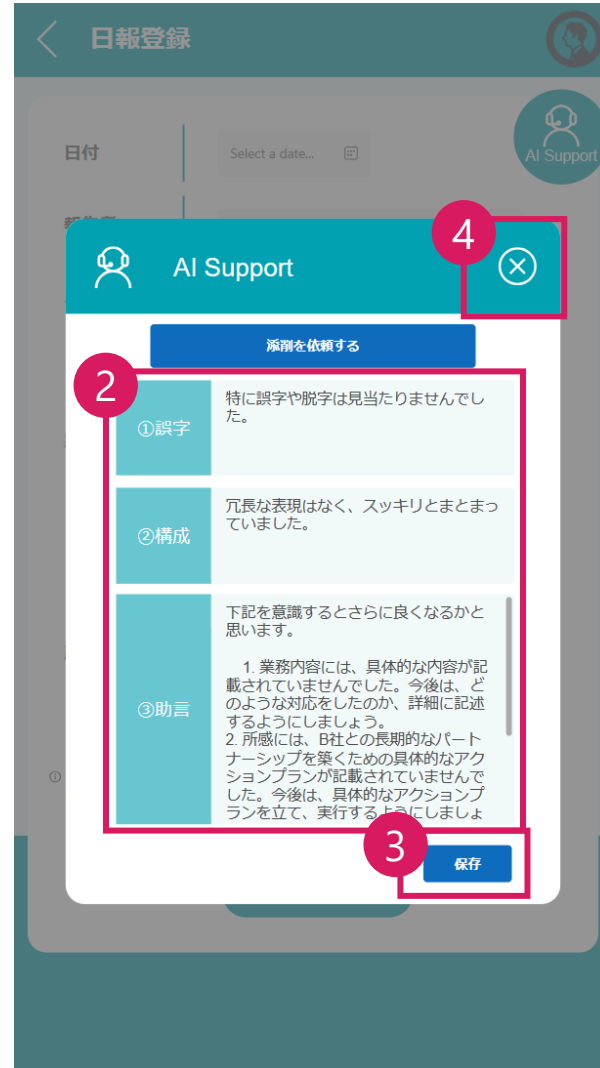 日報登録
日付
Select a date...
AI Support
4
AI Support
添削を依頼する
2
①誤字
特に誤字や脱字は見当たりませんでし
た。
②構成
冗長な表現はなく、スッキリとまとまっ
ていました。
③助言
下記を意識するとさらに良くなるかと
思います。
1. 業務内容には、具体的な内容が記
載されていませんでした。今後は、ど
のような対応をしたのか、詳細に記述
するようにしましょう。
2. 所感には、B社との長期的なパート
ナーシップを築くための具体的なアク
ションプランが記載されていませんで
した。今後は、具体的なアクションプ
ランを立て、実行するようにしましょ
3
保存